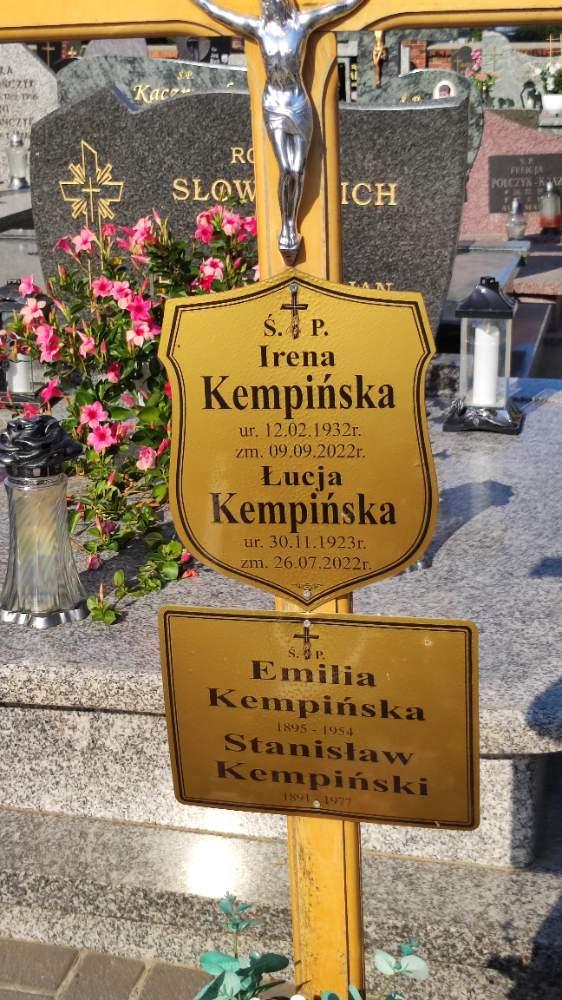 Ś. P.
Irena
Kempińska
ur. 12.02.1932r.
zm. 09.09.2022r.
Łucja
Kempińska
ur. 30.11.1923r.
zm. 26.07.2022r.
Ś. P.
Emilia
Kempińska
1895 - 1954
Stanisław
Kempiński
1891 - 1977
Ś.P.
FELICJA